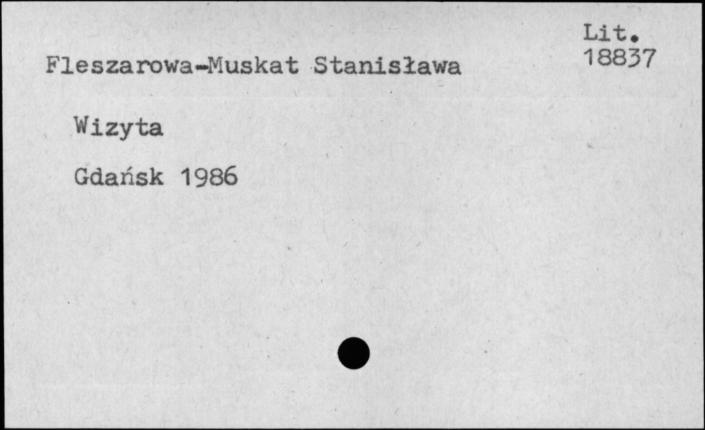 Lit.
18837
Fleszarowa-Muskat Stanisława
Wizyta
Gdańsk 1986